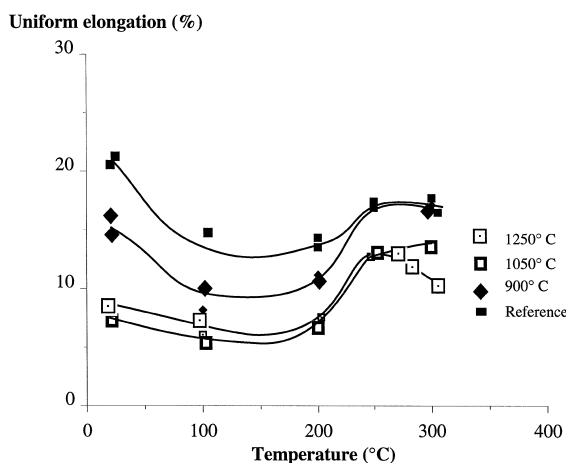 Uniform elongation (%)
30
20
10
0
0 100 200 300 400
Temperature (°C)
1250° C
1050° C
900° C
Reference